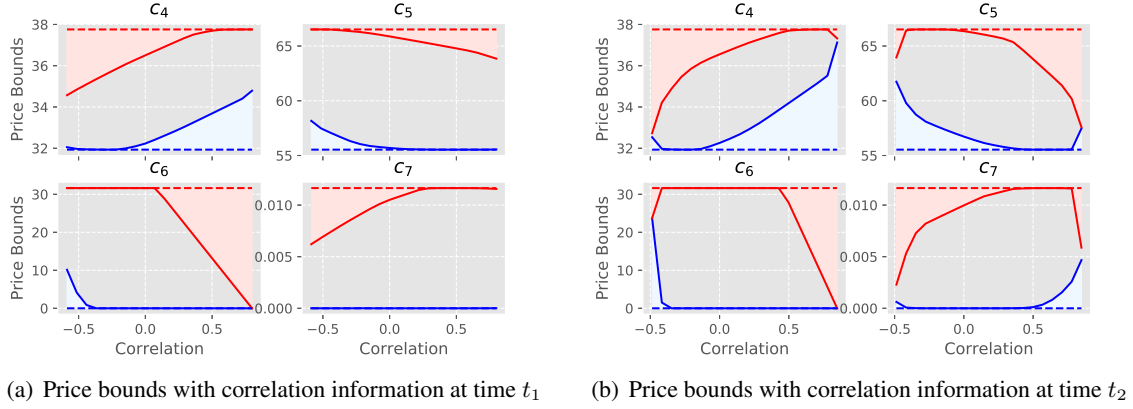 c4 c5 c4 c5
38
36
34
32
Price Bounds
65
60
55
38
36
34
32
Price Bounds
65
60
55
c6 c7 c6 c7
30
20
10
0
Price Bounds
0.010
0.005
0.000
30
20
10
0
Price Bounds
0.010
0.005
0.000
−0.5 0.0 0.5 −0.5 0.0 0.5 −0.5 0.0 0.5 −0.5 0.0 0.5
Correlation Correlation Correlation Correlation
(a) Price bounds with correlation information at time t1
(b) Price bounds with correlation information at time t2